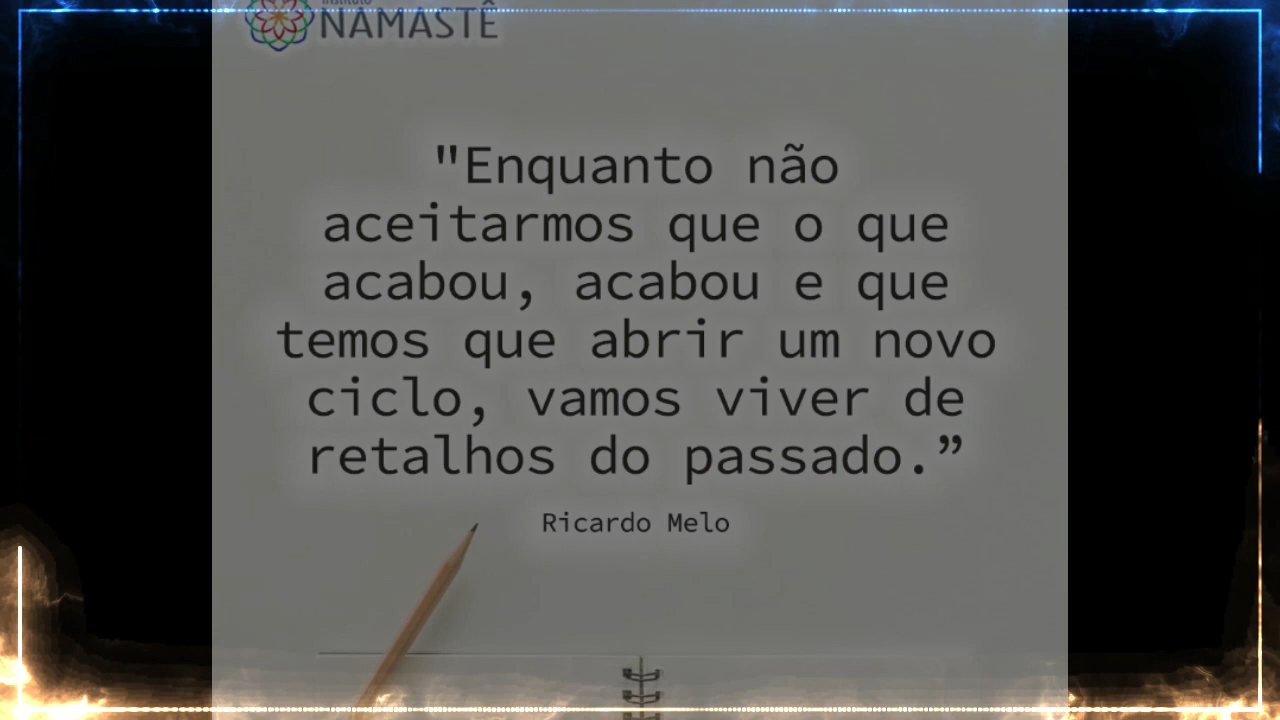 NAMASTÊ
"Enquanto não
aceitarmos que o que
acabou, acabou e que
temos que abrir um novo
ciclo, vamos viver de
retalhos do passado.”
Ricardo Melo